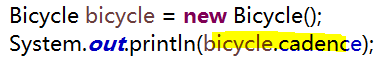 Bicycle bicycle = new Bicycle();
System.out.println(bicycle.cadence);